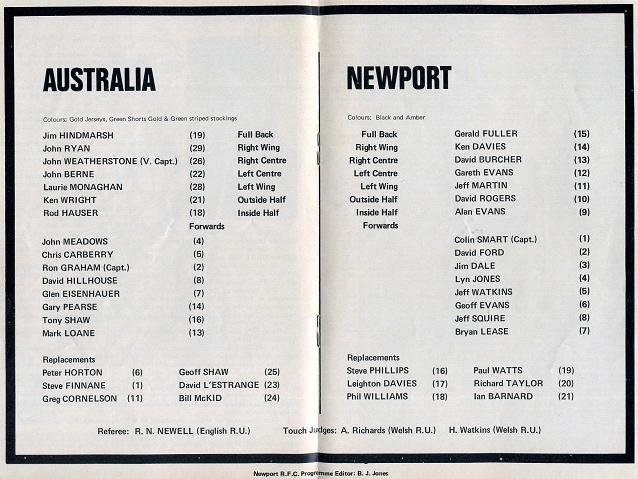 AUSTRALIA
Colours: Gold Jerseys, Green Shorts Gold & Green striped stockings
Jim HINDMARSH (19) Full Back
John RYAN (29) Right Wing
John WEATHERSTONE (V. Capt.) (26) Right Centre
John BERNE (22) Left Centre
Laurie MONAGHAN (28) Left Wing
Ken WRIGHT (21) Outside Half
Rod HAUSER (18) Inside Half
Forwards
John MEADOWS (4)
Chris CARBERRY (5)
Ron GRAHAM (Capt.) (2)
David HILLHOUSE (8)
Glen EISENHAUER (7)
Gary PEARSE (14)
Tony SHAW (16)
Mark LOANE (13)
Replacements
Peter HORTON (6) Geoff SHAW (25)
Steve FINNANE (1) David L'ESTRANGE (23)
Greg CORNELSON (11) Bill McKID (24)
NEWPORT
Colours: Black and Amber
Full Back Gerald FULLER (15)
Right Wing Ken DAVIES (14)
Right Centre David BURCHER (13)
Left Centre Gareth EVANS (12)
Left Wing Jeff MARTIN (11)
Outside Half David ROGERS (10)
Inside Half Alan EVANS (9)
Forwards
Colin SMART (Capt.) (1)
David FORD (2)
Jim DALE (3)
Lyn JONES (4)
Jeff WATKINS (5)
Geoff EVANS (6)
Jeff SQUIRE (8)
Bryan LEASE (7)
Replacements
Steve PHILLIPS (16) Paul WATTS (19)
Leighton DAVIES (17) Richard TAYLOR (20)
Phil WILLIAMS (18) Ian BARNARD (21)
Referee: R. N. NEWELL (English R.U.) Touch Judges: A. Richards (Welsh R.U.) H. Watkins (Welsh R.U.)
Newport R.F.C. Programme Editor: B. J. Jones